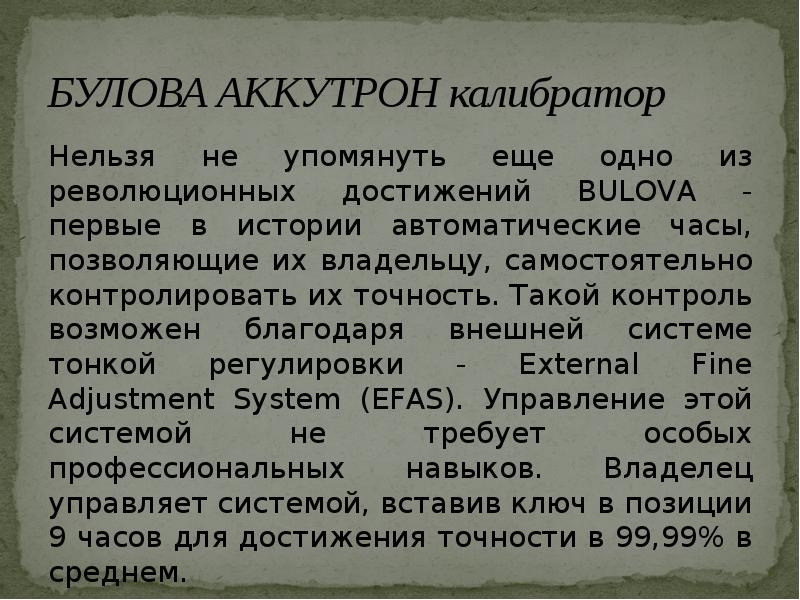 БУЛОВА АККУТРОН калибратор
Нельзя не упомянуть еще одно из
революционных достижений BULOVA -
первые в истории автоматические часы,
позволяющие их владельцу, самостоятельно
контролировать их точность. Такой контроль
возможен благодаря внешней системе
тонкой регулировки - External Fine
Adjustment System (EFAS). Управление этой
системой не требует особых
профессиональных навыков. Владелец
управляет системой, вставив ключ в позиции
9 часов для достижения точности в 99,99% в
среднем.